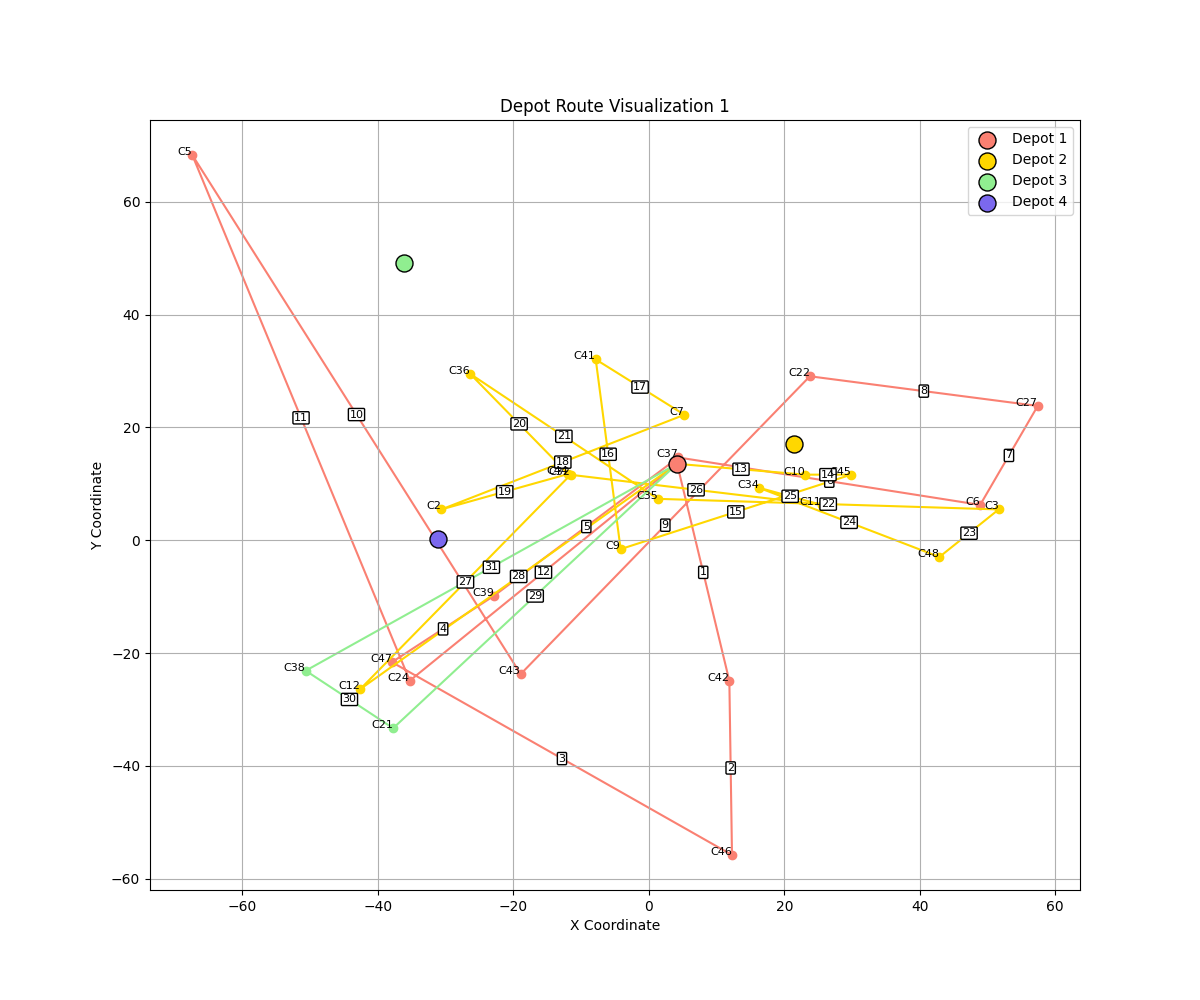 Depot Route Visualization 1
Depot 1
Depot 2
Depot 3
Depot 4
Y Coordinate
60
40
20
0
−20
−40
−60
−60
−40
−20
0
20
40
60
X Coordinate
C5
C41
C36
C22
C27
C7
C37
C10
C45
C34
C2
C35
C11
C6
C3
C9
C48
C39
C47
C38
C43
C24
C42
C12
C21
C46
1
2
3
4
5
7
8
9
10
11
12
13
14
15
16
17
18
19
20
21
22
23
24
25
26
27
28
29
30
31